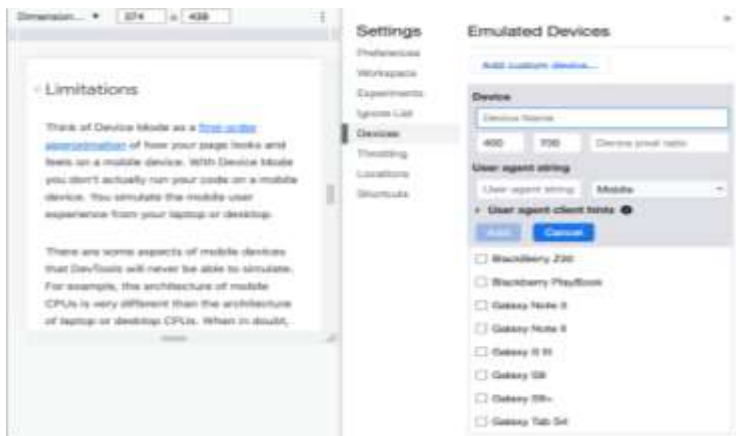 Dimension... 374 x 438
Limitations
Think of Device Mode as a first-order
approximation of how your page looks and
feels on a mobile device. With Device Mode
you don't actually run your code on a mobile
device. You simulate the mobile user
experience from your laptop or desktop.
There are some aspects of mobile devices
that DevTools will never be able to simulate.
For example, the architecture of mobile
CPUs is very different than the architecture
of laptop or desktop CPUs. When in doubt,
Settings
Preferences
Workspace
Experiments
Ignore List
Devices
Throttling
Locations
Shortcuts
Emulated Devices
Add custom device...
Device
Device Name
400 700 Device pixel ratio
User agent string
User agent string Mobile
User agent client hints
Add Cancel
BlackBerry Z30
Blackberry PlayBook
Galaxy Note 3
Galaxy Note II
Galaxy S III
Galaxy S8
Galaxy S9+
Galaxy Tab S4